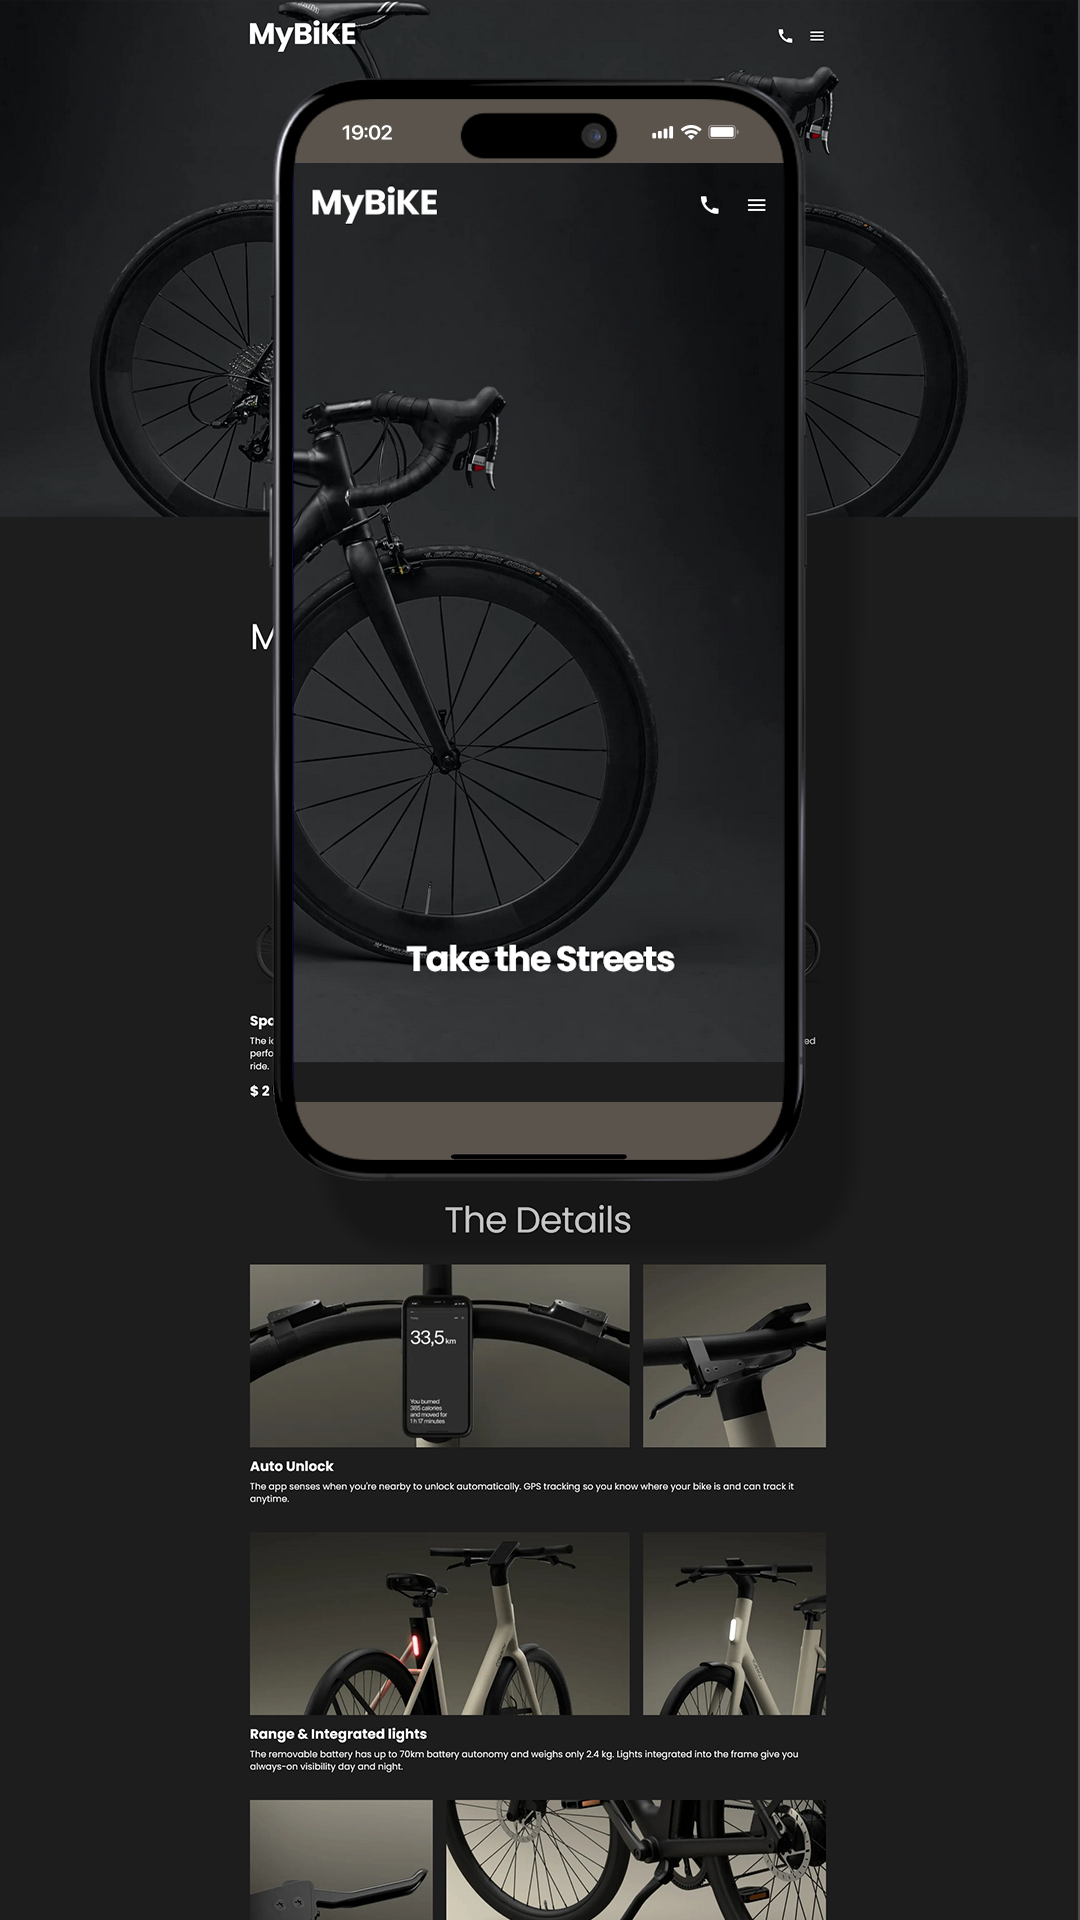 MyBiKE
19:02
MyBiKE
Take the Streets
$ 2
ride.
The Details
33,5 km
You burned
385 calories
and moved for
1 h 17 minutes
Auto Unlock
The app senses when you're nearby to unlock automatically. GPS tracking so you know where your bike is and can track it
anytime.
Range & Integrated lights
The removable battery has up to 70km battery autonomy and weighs only 2.4 kg. Lights integrated into the frame give you
always-on visibility day and night.